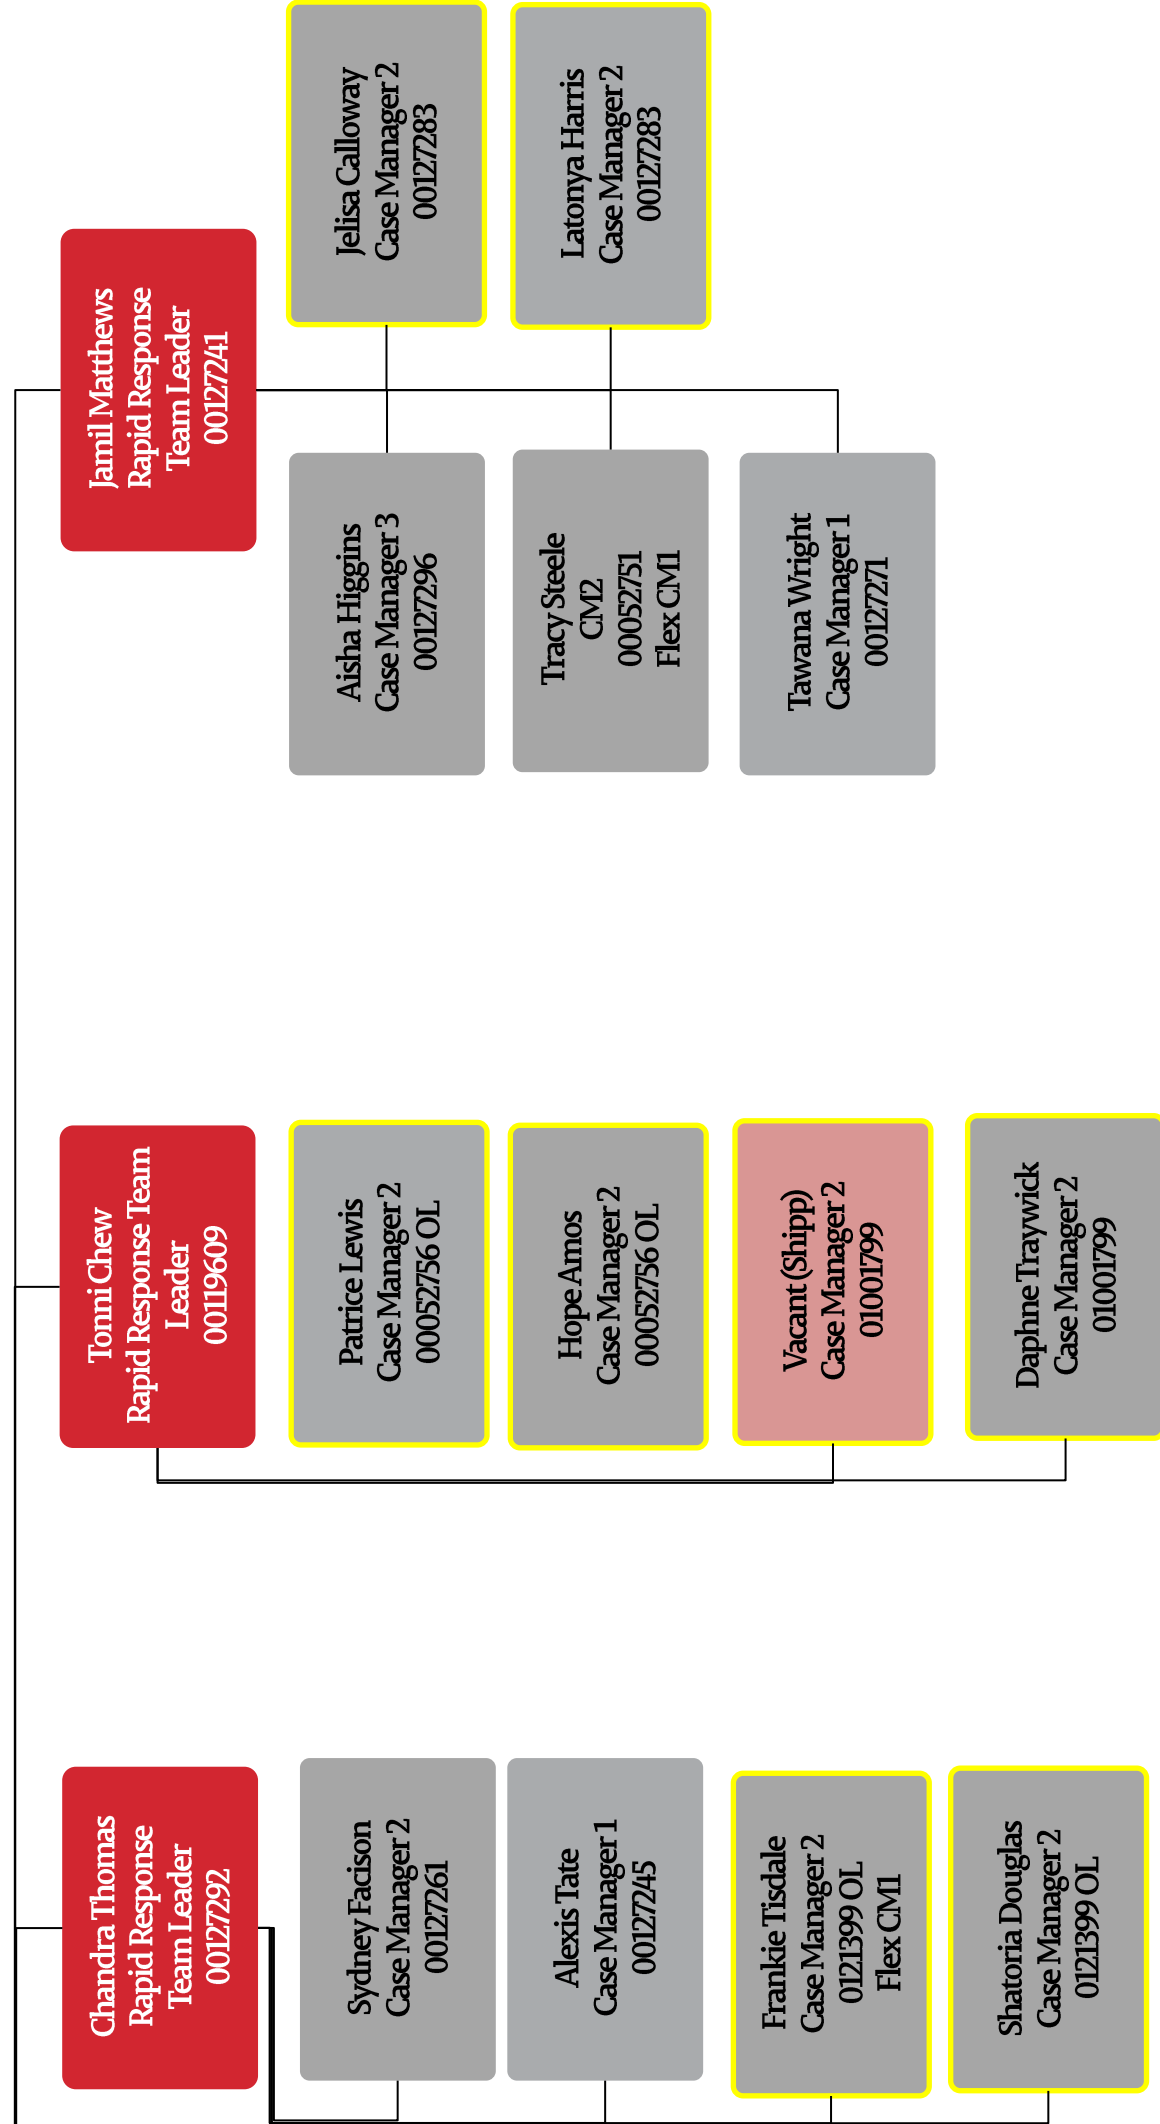 Chandra Thomas
Rapid Response
Team Leader
00127292
Sydney Facison
Case Manager 2
00127261
Alexis Tate
Case Manager 1
00127245
Frankie Tisdale
Case Manager 2
0121399 OL
Flex CM1
Shatoria Douglas
Case Manager 2
0121399 OL
Tonni Chew
Rapid Response Team
Leader
00119609
Patrice Lewis
Case Manager 2
00052756 OL
Hope Amos
Case Manager 2
00052756 OL
Vacant (Shipp)
Case Manager 2
01001799
Daphne Traywick
Case Manager 2
01001799
Jamil Matthews
Rapid Response
Team Leader
00127241
Aisha Higgins
Case Manager 3
00127296
Jelisa Calloway
Case Manager 2
00127283
Tracy Steele
CM2
00052751
Flex CM1
Latonya Harris
Case Manager 2
00127283
Tawana Wright
Case Manager 1
00127271